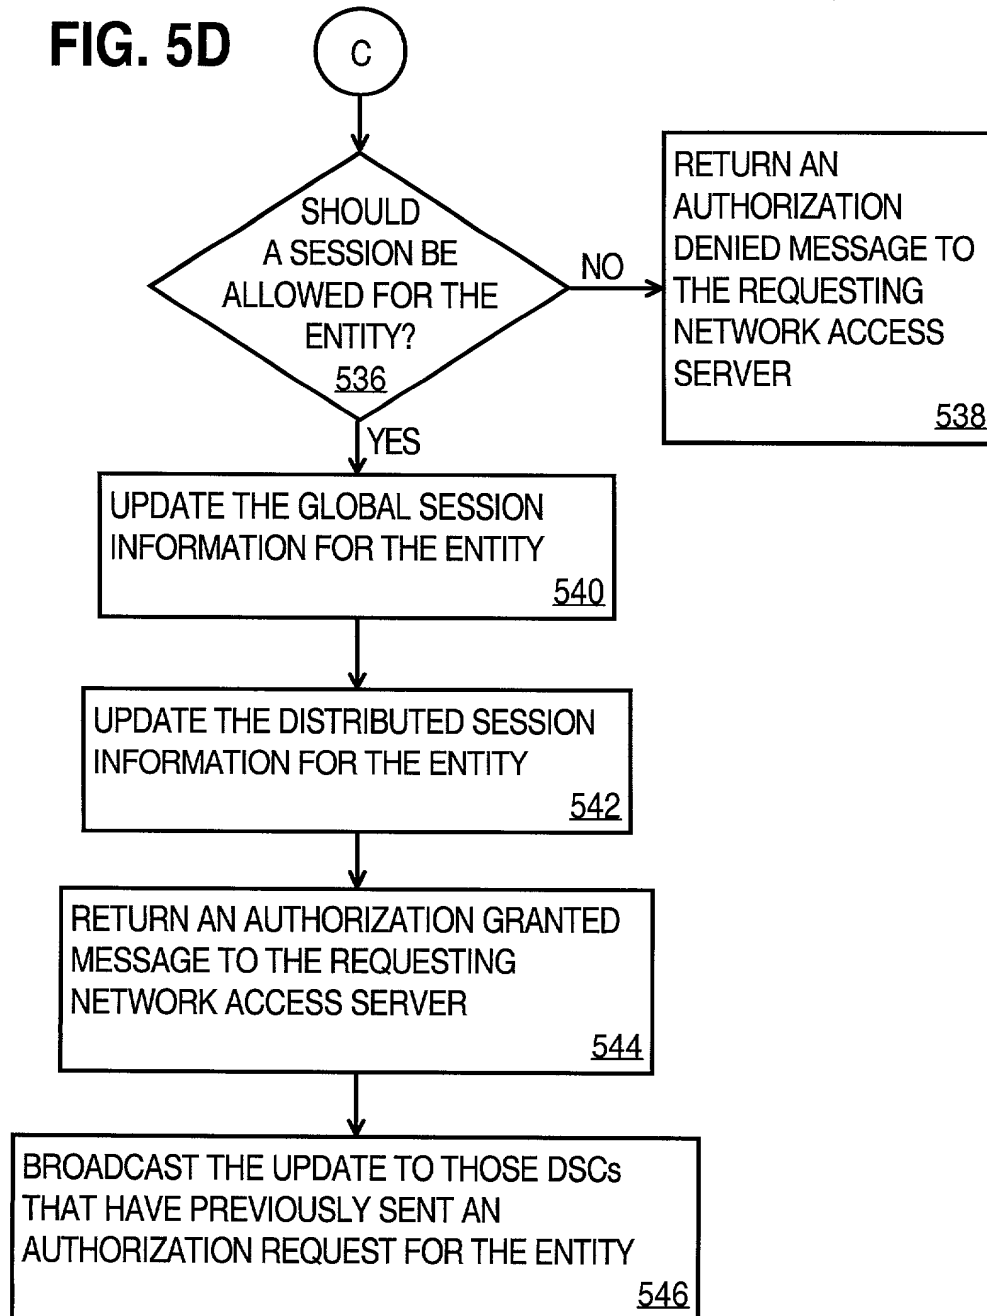 FIG. 5D
C
SHOULD
A SESSION BE
ALLOWED FOR THE
ENTITY?
536
NO
RETURN AN
AUTHORIZATION
DENIED MESSAGE TO
THE REQUESTING
NETWORK ACCESS
SERVER
538
YES
UPDATE THE GLOBAL SESSION
INFORMATION FOR THE ENTITY
540
UPDATE THE DISTRIBUTED SESSION
INFORMATION FOR THE ENTITY
542
RETURN AN AUTHORIZATION GRANTED
MESSAGE TO THE REQUESTING
NETWORK ACCESS SERVER
544
BROADCAST THE UPDATE TO THOSE DSCs
THAT HAVE PREVIOUSLY SENT AN
AUTHORIZATION REQUEST FOR THE ENTITY
546